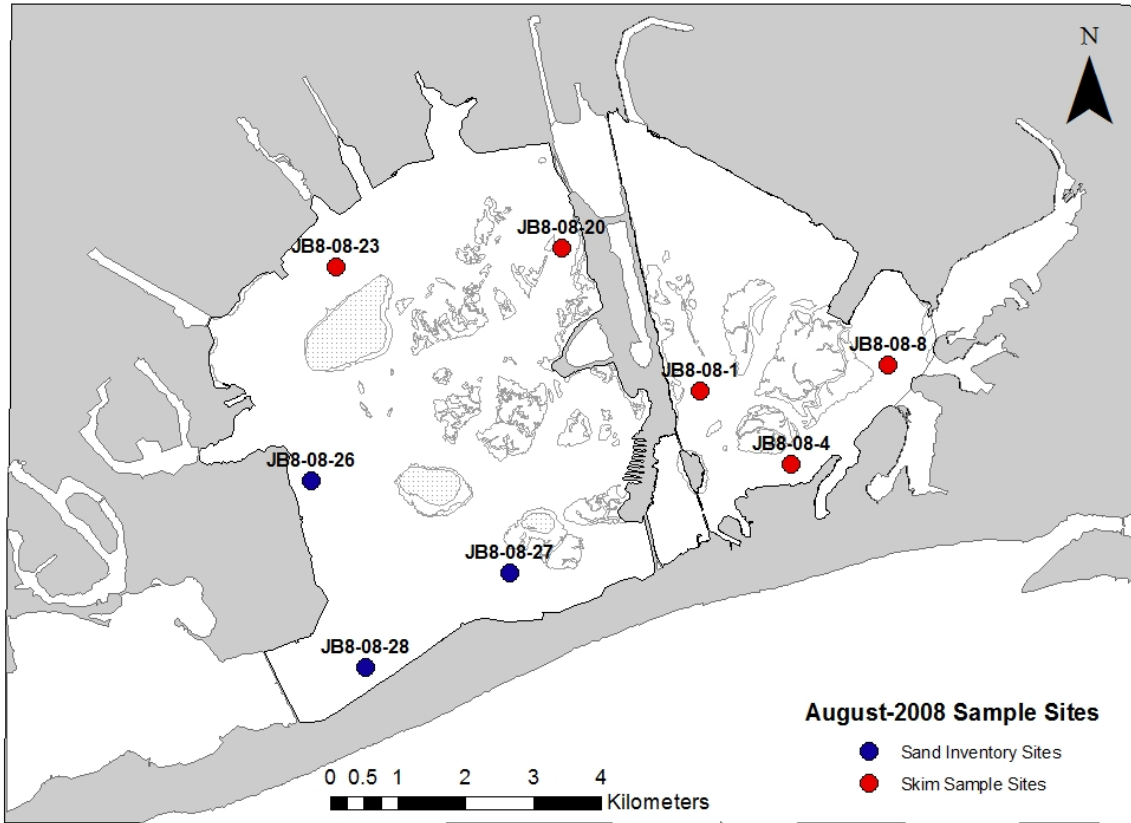 N
JB8-08-20
JB8-08-23
JB8-08-8
JB8-08-1
JB8-08-4
JB8-08-26
JB8-08-27
JB8-08-28
August-2008 Sample Sites
Sand Inventory Sites
Skim Sample Sites
0 0.5 1 2 3 4
Kilometers